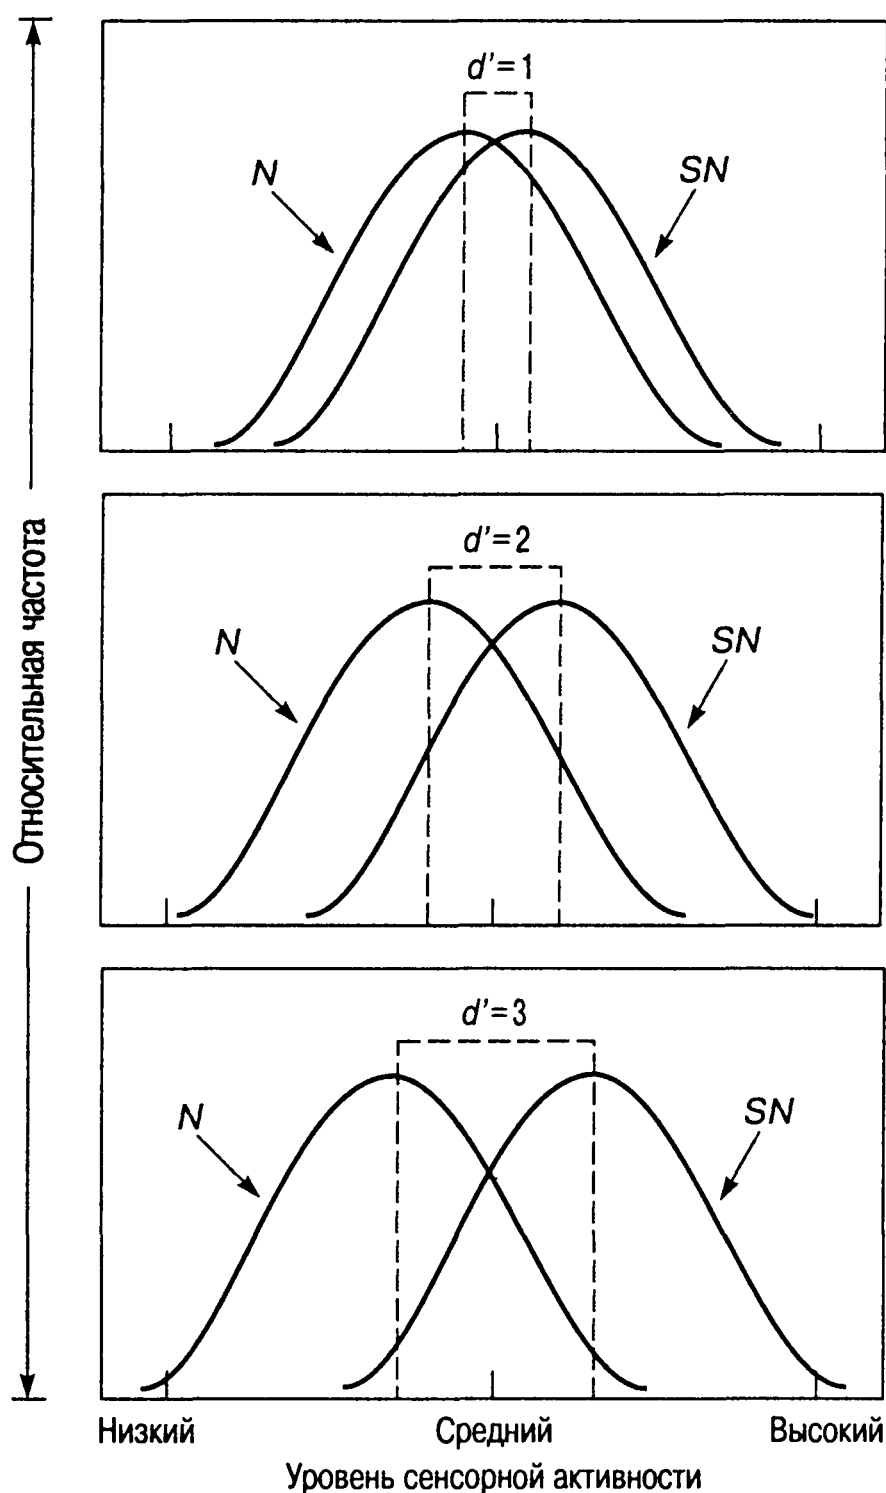 d'=1
N
SN
d'=2
N
SN
d'=3
N
SN
Относительная частота
Низкий
Средний
Высокий
Уровень сенсорной активности